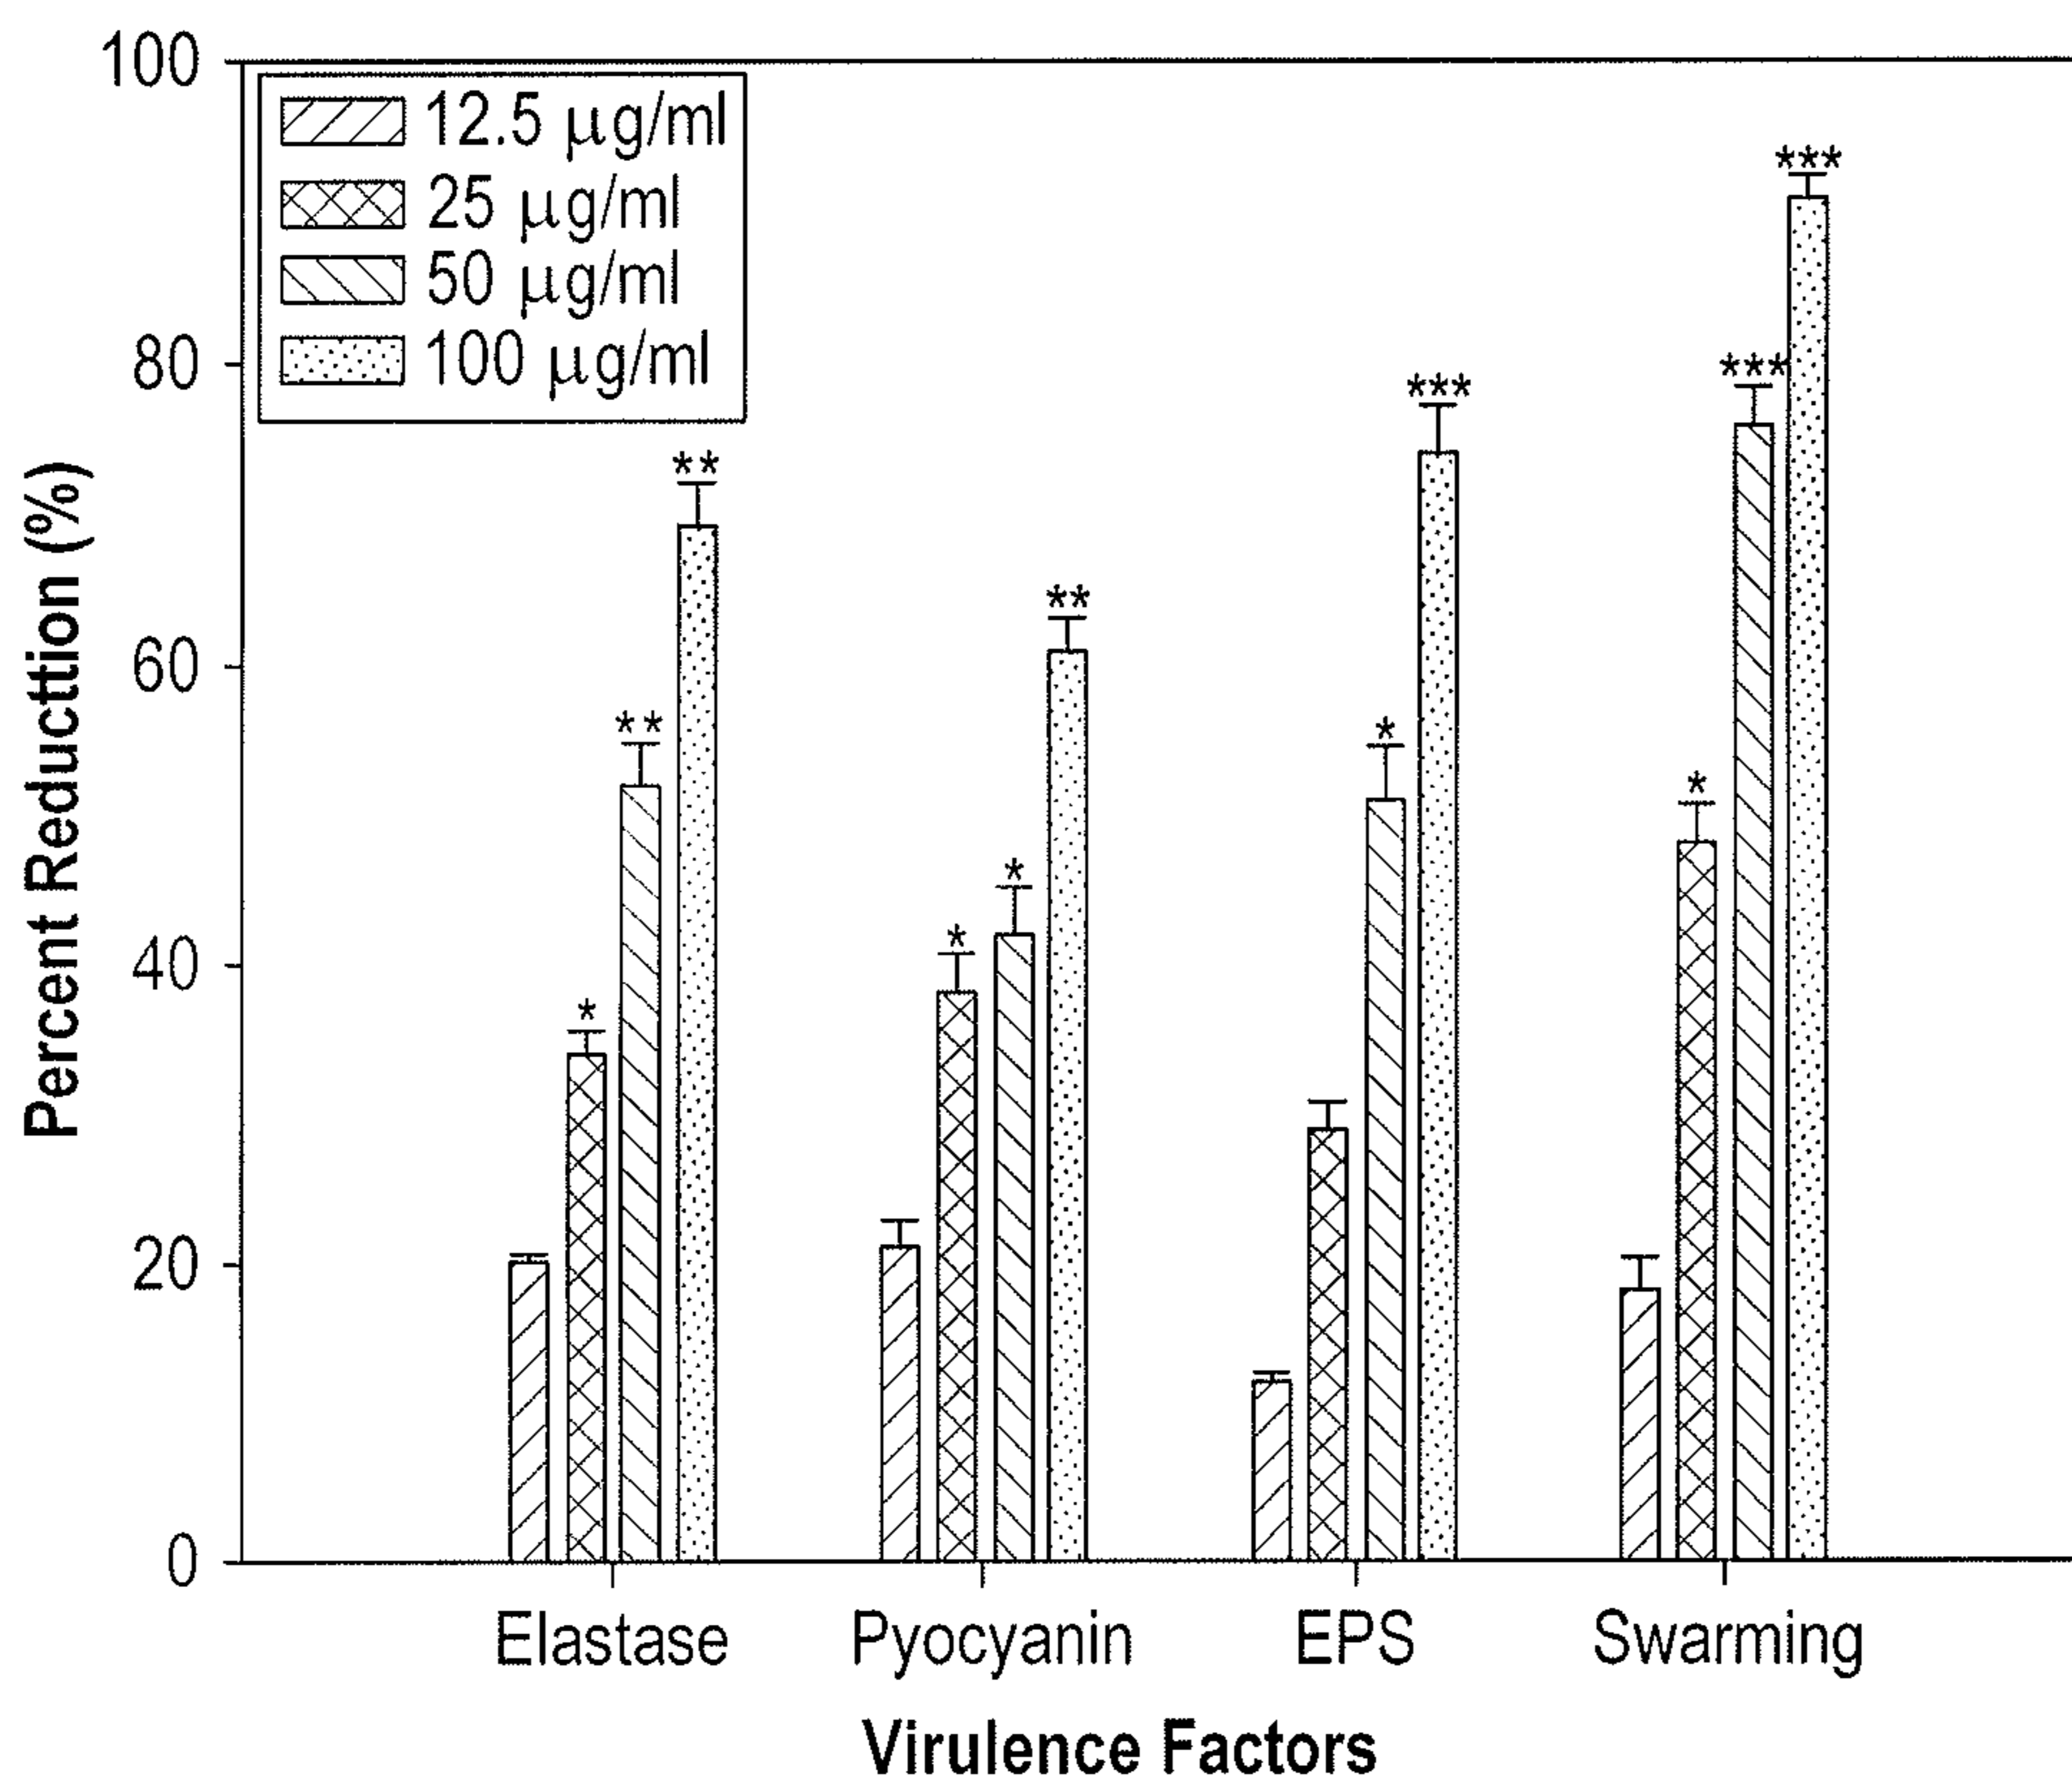 Percent Reducttion (%)
100
80
60
40
20
0
12.5 μg/ml
25 μg/ml
50 μg/ml
100 μg/ml
*
**
**
*
*
**
*
***
*
***
***
Elastase
Pyocyanin
EPS
Swarming
Virulence Factors